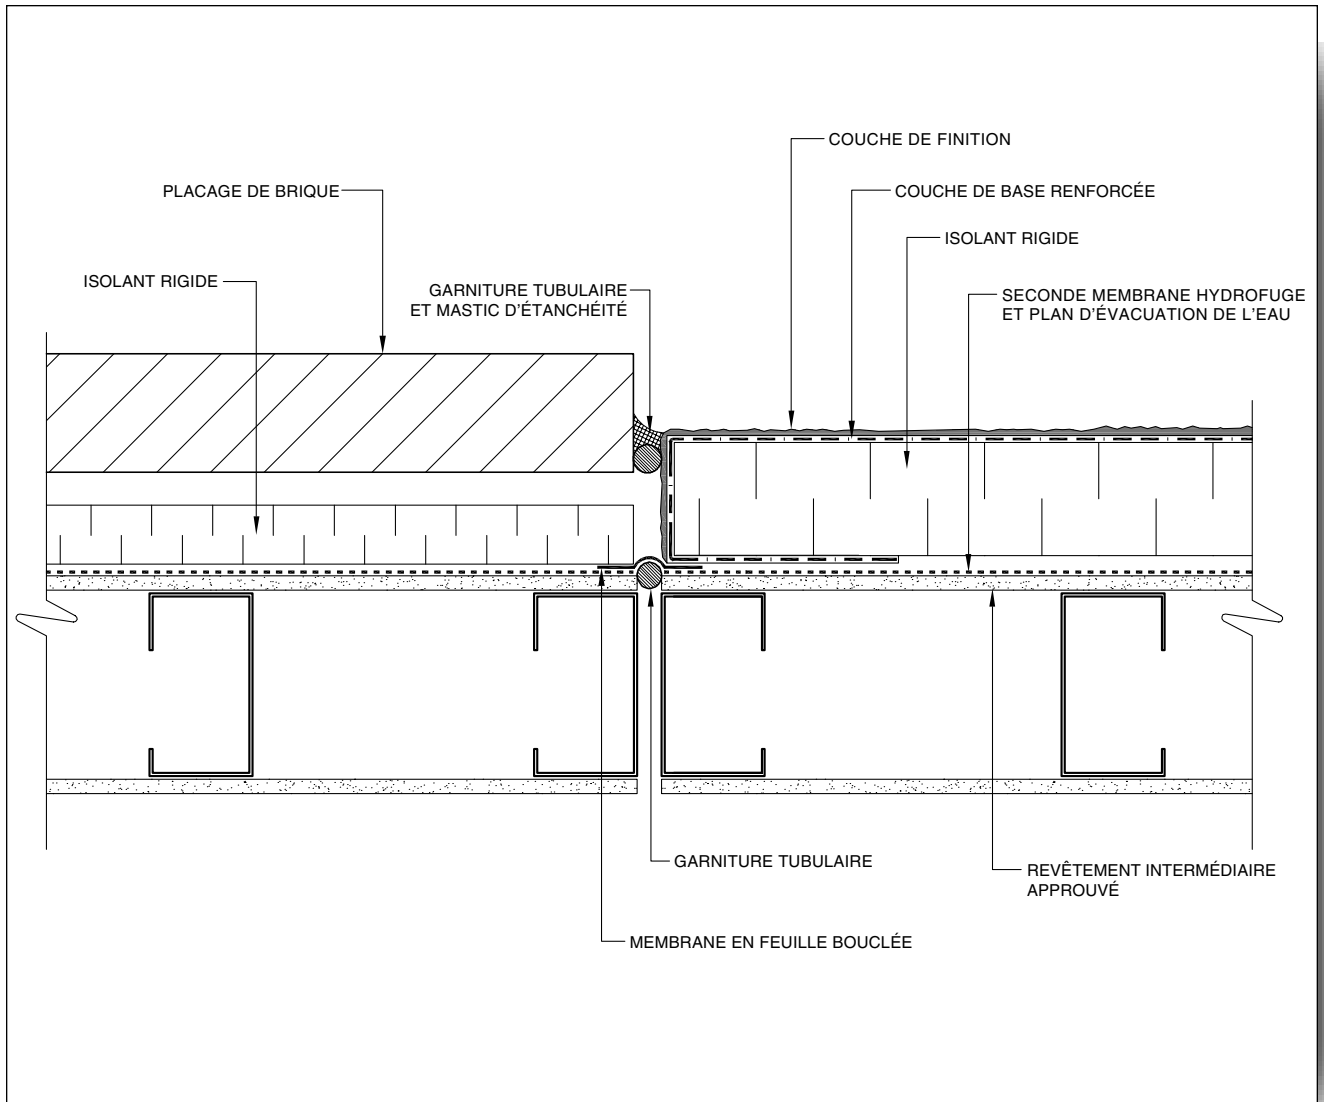 COUCHE DE FINITION
PLACAGE DE BRIQUE
COUCHE DE BASE RENFORCÉE
ISOLANT RIGIDE
ISOLANT RIGIDE
GARNITURE TUBULAIRE
ET MASTIC D'ÉTANCHÉITÉ
SECONDE MEMBRANE HYDROFUGE
ET PLAN D'ÉVACUATION DE L'EAU
GARNITURE TUBULAIRE
REVÊTEMENT INTERMÉDIAIRE
APPROUVÉ
MEMBRANE EN FEUILLE BOUCLÉE